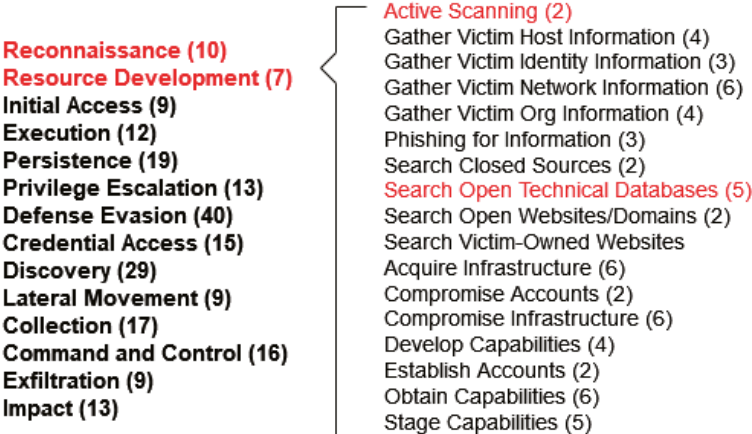 Reconnaissance (10)
Resource Development (7)
Initial Access (9)
Execution (12)
Persistence (19)
Privilege Escalation (13)
Defense Evasion (40)
Credential Access (15)
Discovery (29)
Lateral Movement (9)
Collection (17)
Command and Control (16)
Exfiltration (9)
Impact (13)
Active Scanning (2)
Gather Victim Host Information (4)
Gather Victim Identity Information (3)
Gather Victim Network Information (6)
Gather Victim Org Information (4)
Phishing for Information (3)
Search Closed Sources (2)
Search Open Technical Databases (5)
Search Open Websites/Domains (2)
Search Victim-Owned Websites
Acquire Infrastructure (6)
Compromise Accounts (2)
Compromise Infrastructure (6)
Develop Capabilities (4)
Establish Accounts (2)
Obtain Capabilities (6)
Stage Capabilities (5)